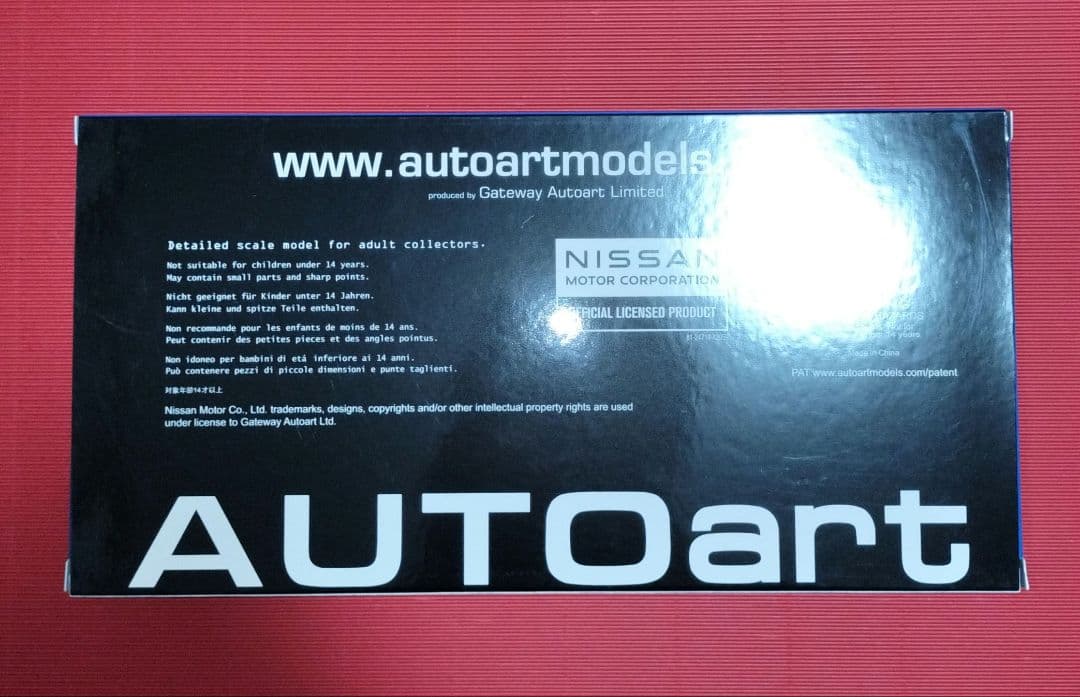 www.autoartmodels
produced by Gateway Autoart Limited
Detailed scale model for adult collectors.
Not suitable for children under 14 years.
May contain small parts and sharp points.
Nicht geeignet für Kinder unter 14 Jahren.
Kann kleine und spitze Teile enthalten.
Non recommande pour les enfants de moins de 14 ans.
Peut contenir des petites pieces et des angles pointus.
Non idoneo per bambini di etá inferiore ai 14 anni.
Può contenere pezzi di piccole dimensioni e punte taglienti.
対象年齢14才以上
Nissan Motor Co., Ltd. trademarks, designs, copyrights and/or other intellectual property rights are used
under license to Gateway Autoart Ltd.
NISSAN
MOTOR CORPORATION
OFFICIAL LICENSED PRODUCT
Made in China
PAT www.autoartmodels.com/patent
AUTOart